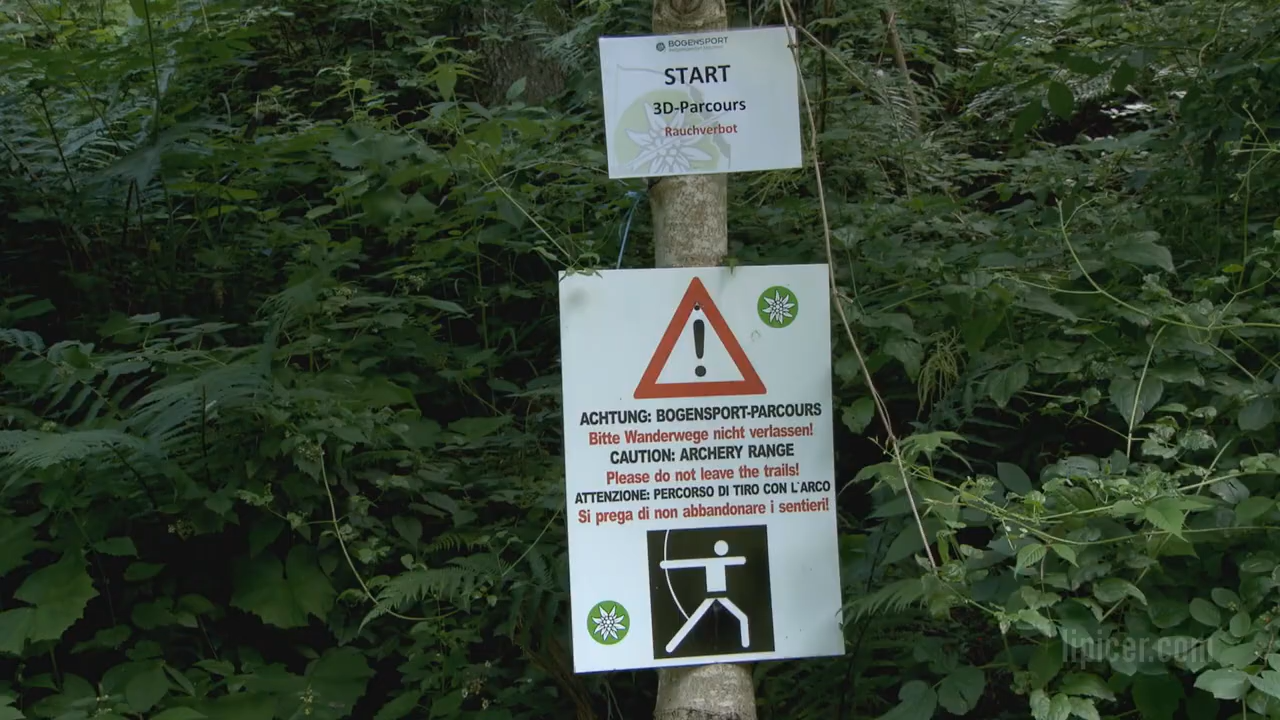 BOGENSPORT
START
3D-Parcours
Rauchverbot
ACHTUNG: BOGENSPORT-PARCOURS
Bitte Wanderwege nicht verlassen!
CAUTION: ARCHERY RANGE
Please do not leave the trails!
ATTENZIONE: PERCORSO DI TIRO CON L'ARCO
Si prega di non abbandonare i sentieri!
lipicer.com